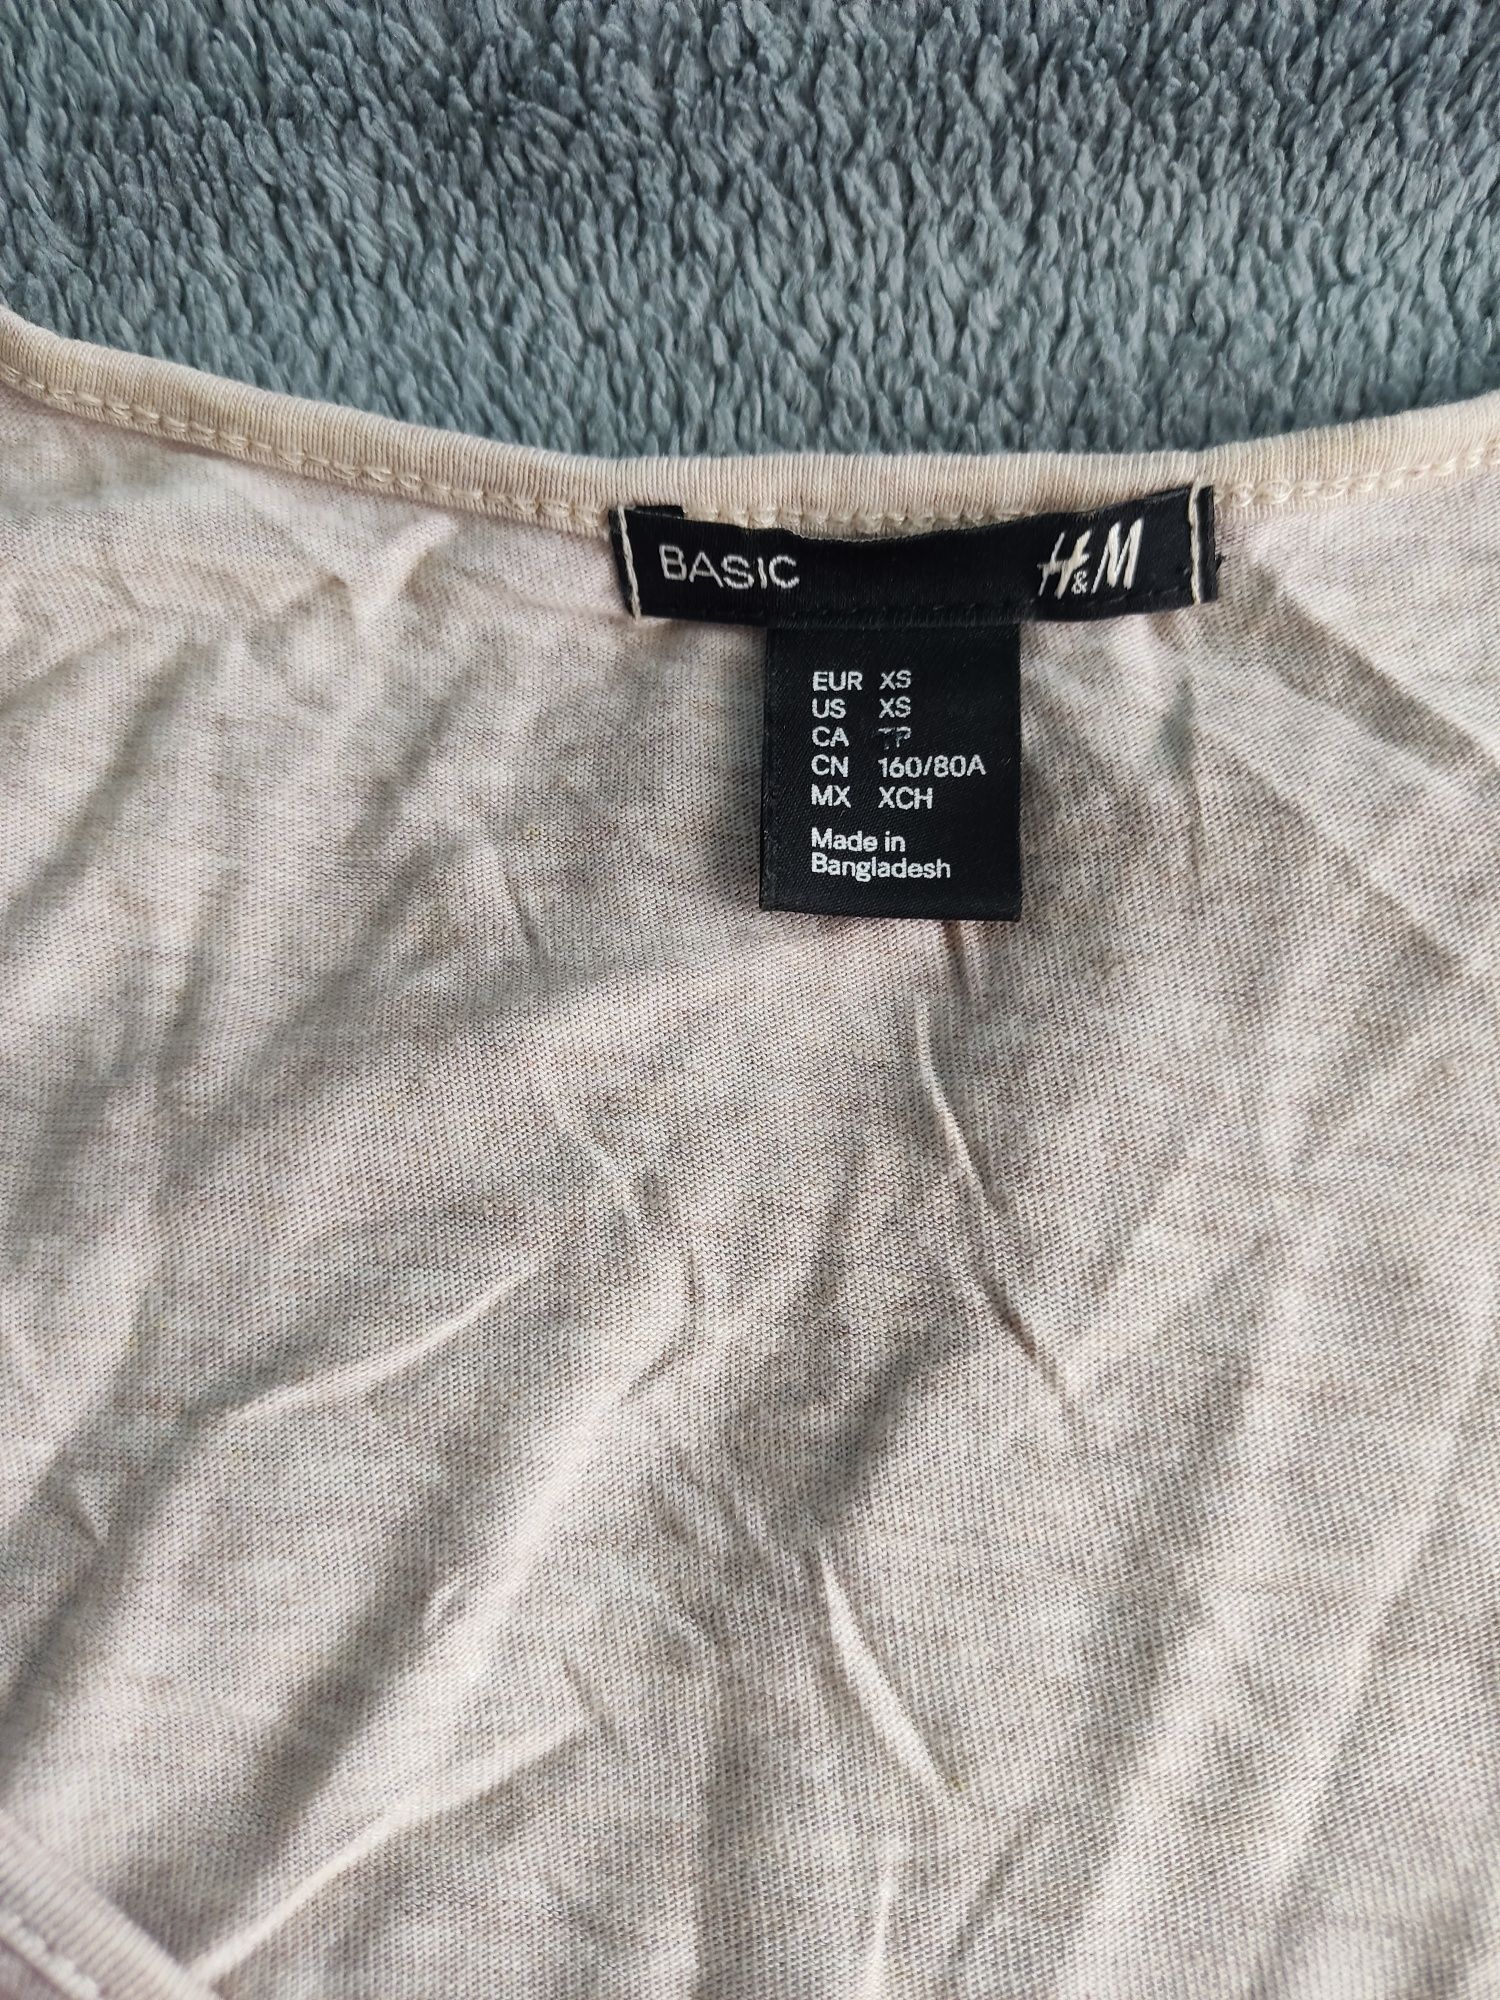 BASIC H&M
EUR XS
US XS
CA TP
CN 160/80A
MX XCH
Made in
Bangladesh